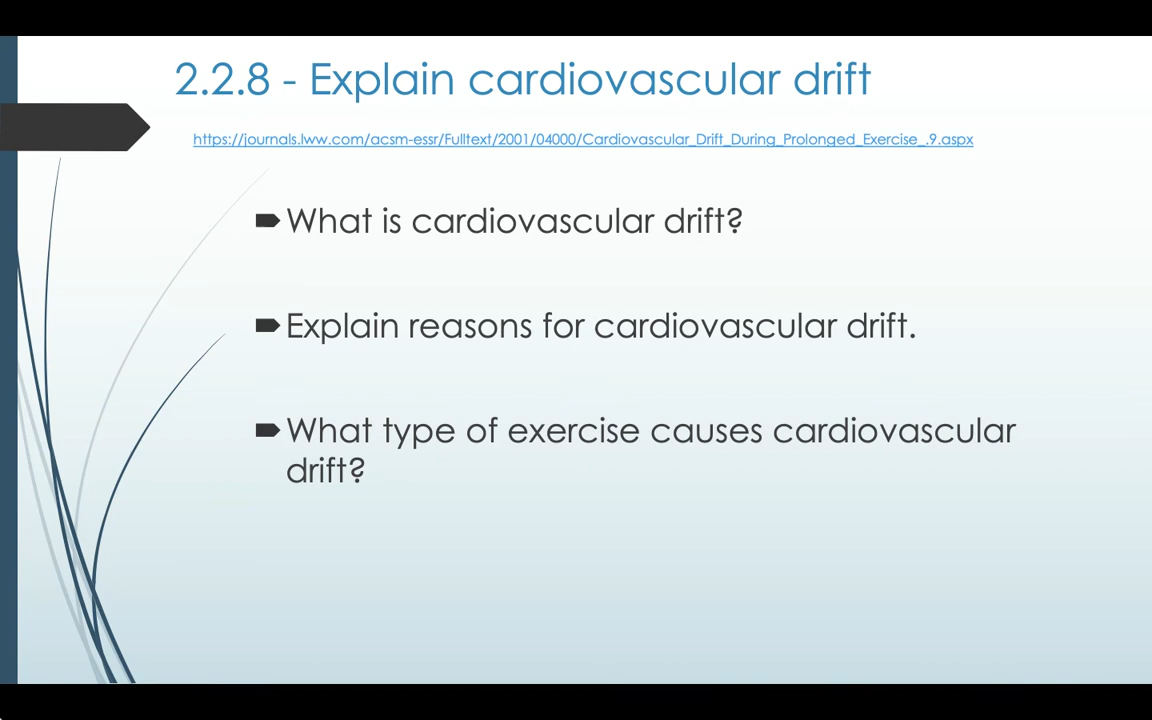 2.2.8 - Explain cardiovascular drift
https://journals.lww.com/acsm-essr/Fulltext/2001/04000/Cardiovascular_Drift_During_Prolonged_Exercise_.9.aspx
What is cardiovascular drift?
Explain reasons for cardiovascular drift.
What type of exercise causes cardiovascular
drift?